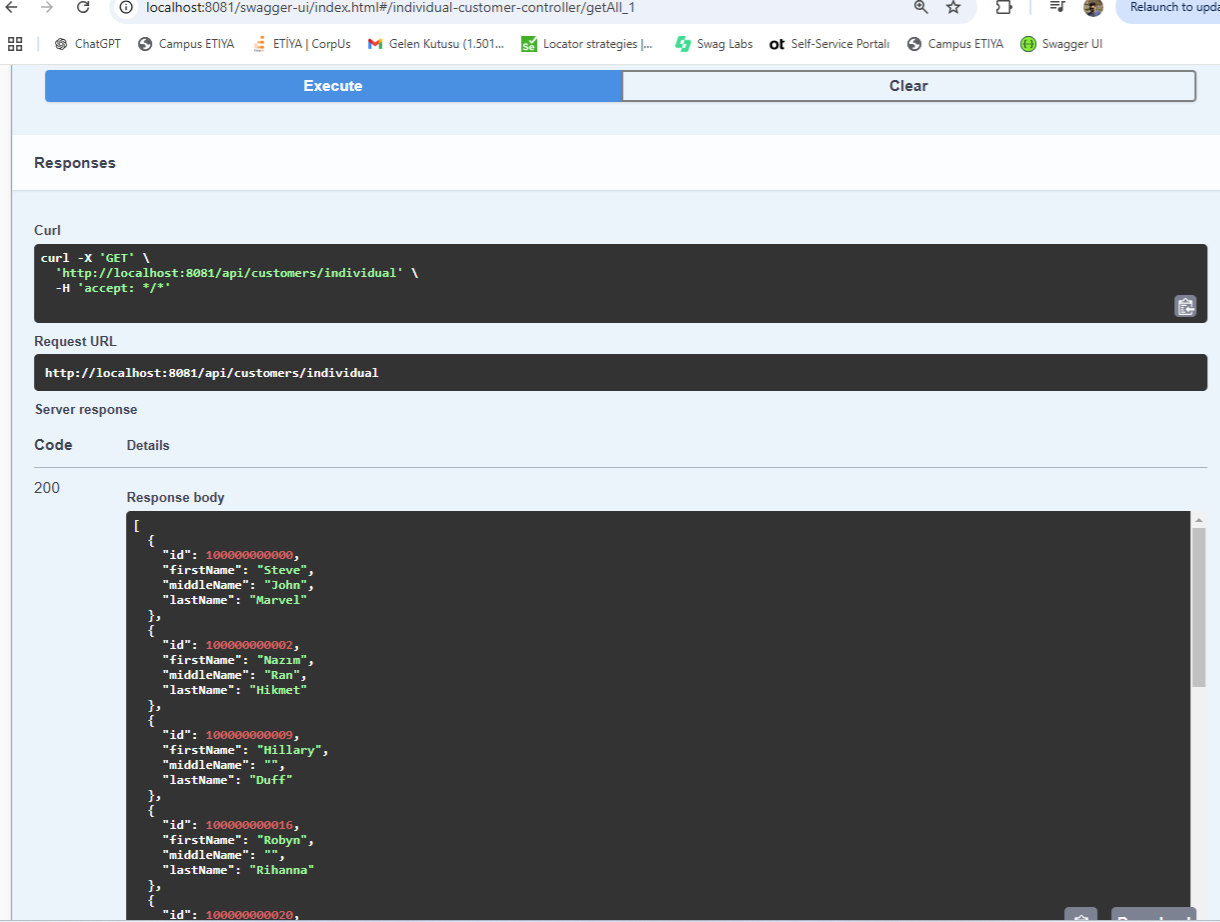 localhost:8081/swagger-ui/index.html#/individual-customer-controller/getAll_1
Relaunch to upda
ChatGPT
Campus ETIYA
ETİYA | CorpUs
Gelen Kutusu (1.501...
Locator strategies |...
Swag Labs
ot Self-Service Portalı
Campus ETIYA
Swagger UI
Execute
Clear
Responses
Curl
curl -X 'GET' \
'http://localhost:8081/api/customers/individual' \
-H 'accept: */*'
Request URL
http://localhost:8081/api/customers/individual
Server response
Code Details
200
Response body
[
{
"id": 100000000000,
"firstName": "Steve",
"middleName": "John",
"lastName": "Marvel"
},
{
"id": 100000000002,
"firstName": "Nazım",
"middleName": "Ran",
"lastName": "Hikmet"
},
{
"id": 100000000009,
"firstName": "Hillary",
"middleName": "",
"lastName": "Duff"
},
{
"id": 100000000016,
"firstName": "Robyn",
"middleName": "",
"lastName": "Rihanna"
},
{
"id": 100000000020,